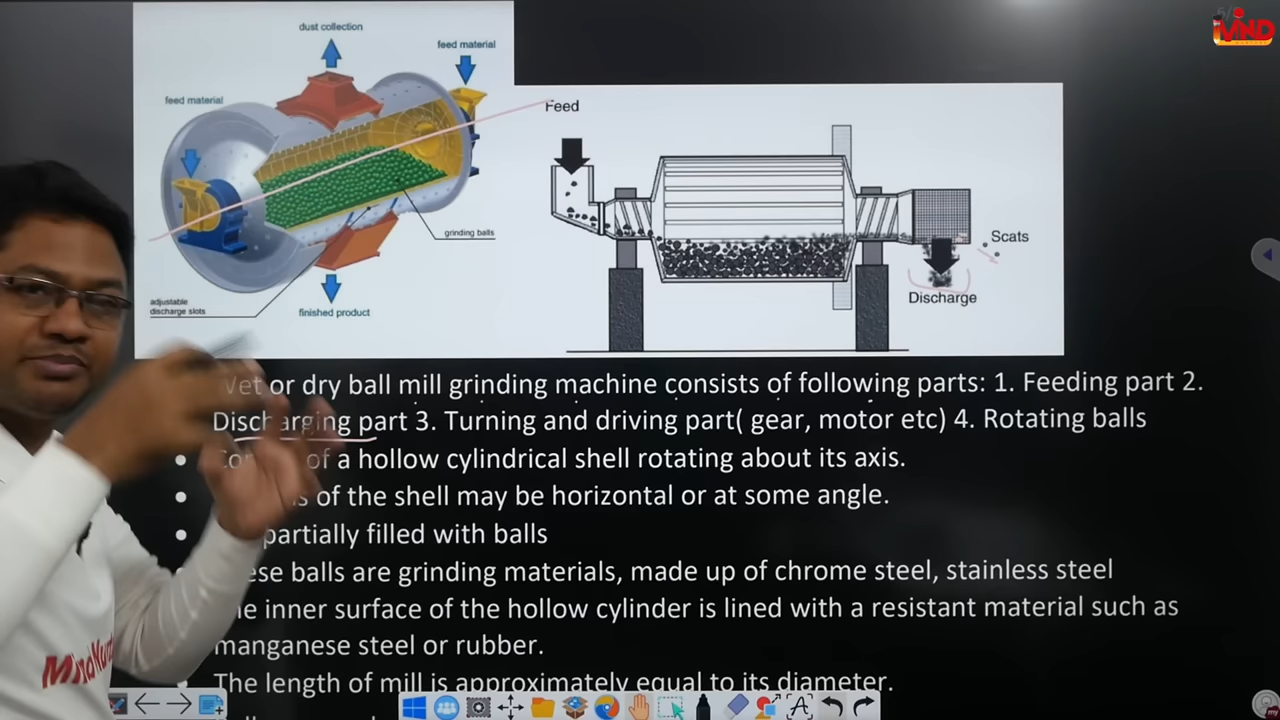 dust collection
feed material
feed material
grinding balls
adjustable
discharge slots
finished product
Feed
Scats
Discharge
Wet or dry ball mill grinding machine consists of following parts: 1. Feeding part 2.
Discharging part 3. Turning and driving part( gear, motor etc) 4. Rotating balls
of a hollow cylindrical shell rotating about its axis.
of the shell may be horizontal or at some angle.
partially filled with balls
balls are grinding materials, made up of chrome steel, stainless steel
inner surface of the hollow cylinder is lined with a resistant material such as
manganese steel or rubber.
The length of mill is approximately equal to its diameter.